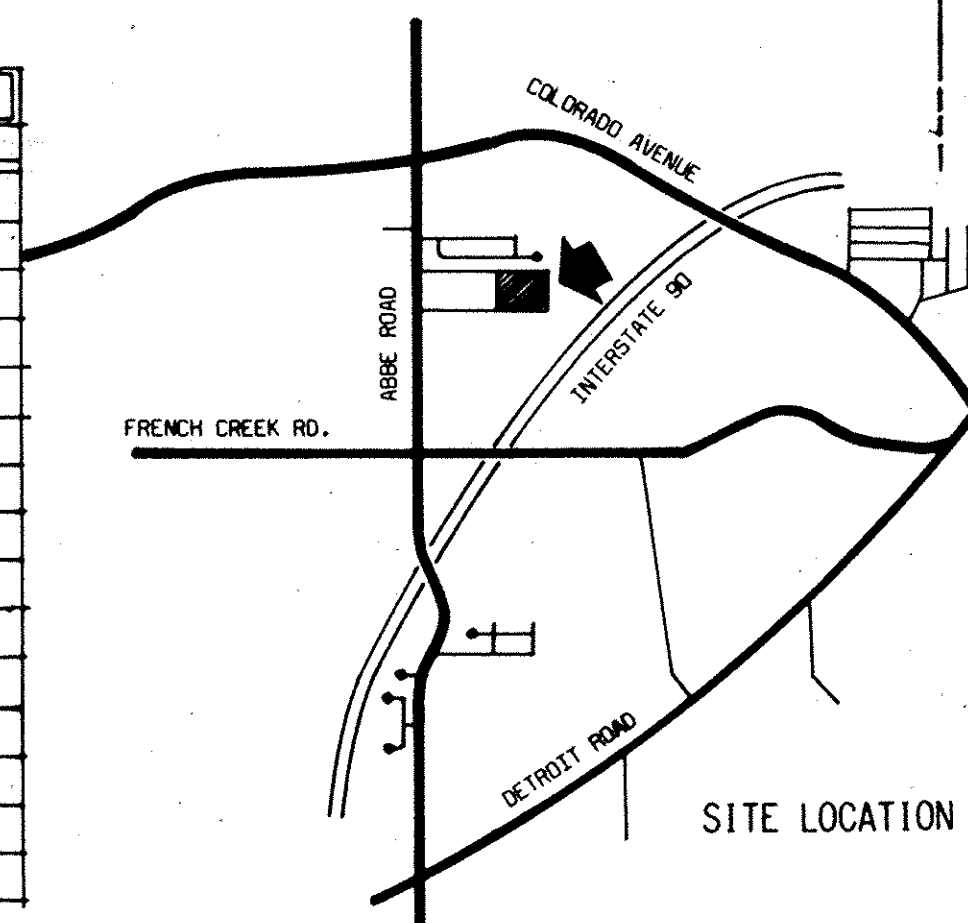 COLORADO AVENUE
ABBE ROAD
INTERSTATE 90
FRENCH CREEK RD.
DETROIT ROAD
SITE LOCATION